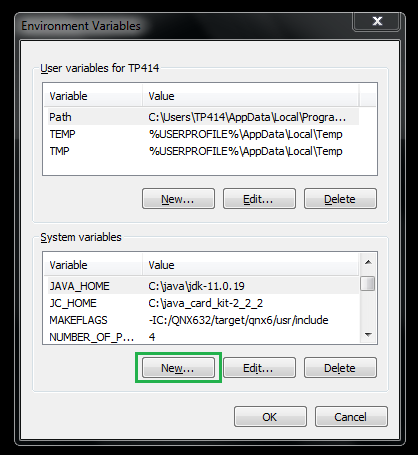 Environment Variables
User variables for TP414
Variable Value
Path C:\Users\TP414\AppData\Local\Progra...
TEMP %USERPROFILE%\AppData\Local\Temp
TMP %USERPROFILE%\AppData\Local\Temp
New... Edit... Delete
System variables
Variable Value
JAVA_HOME C:\java\jdk-11.0.19
JC_HOME C:\java_card_kit-2_2_2
MAKEFLAGS -IC:/QNX632/target/qnx6/usr/include
NUMBER_OF_P... 4
New... Edit... Delete
OK Cancel